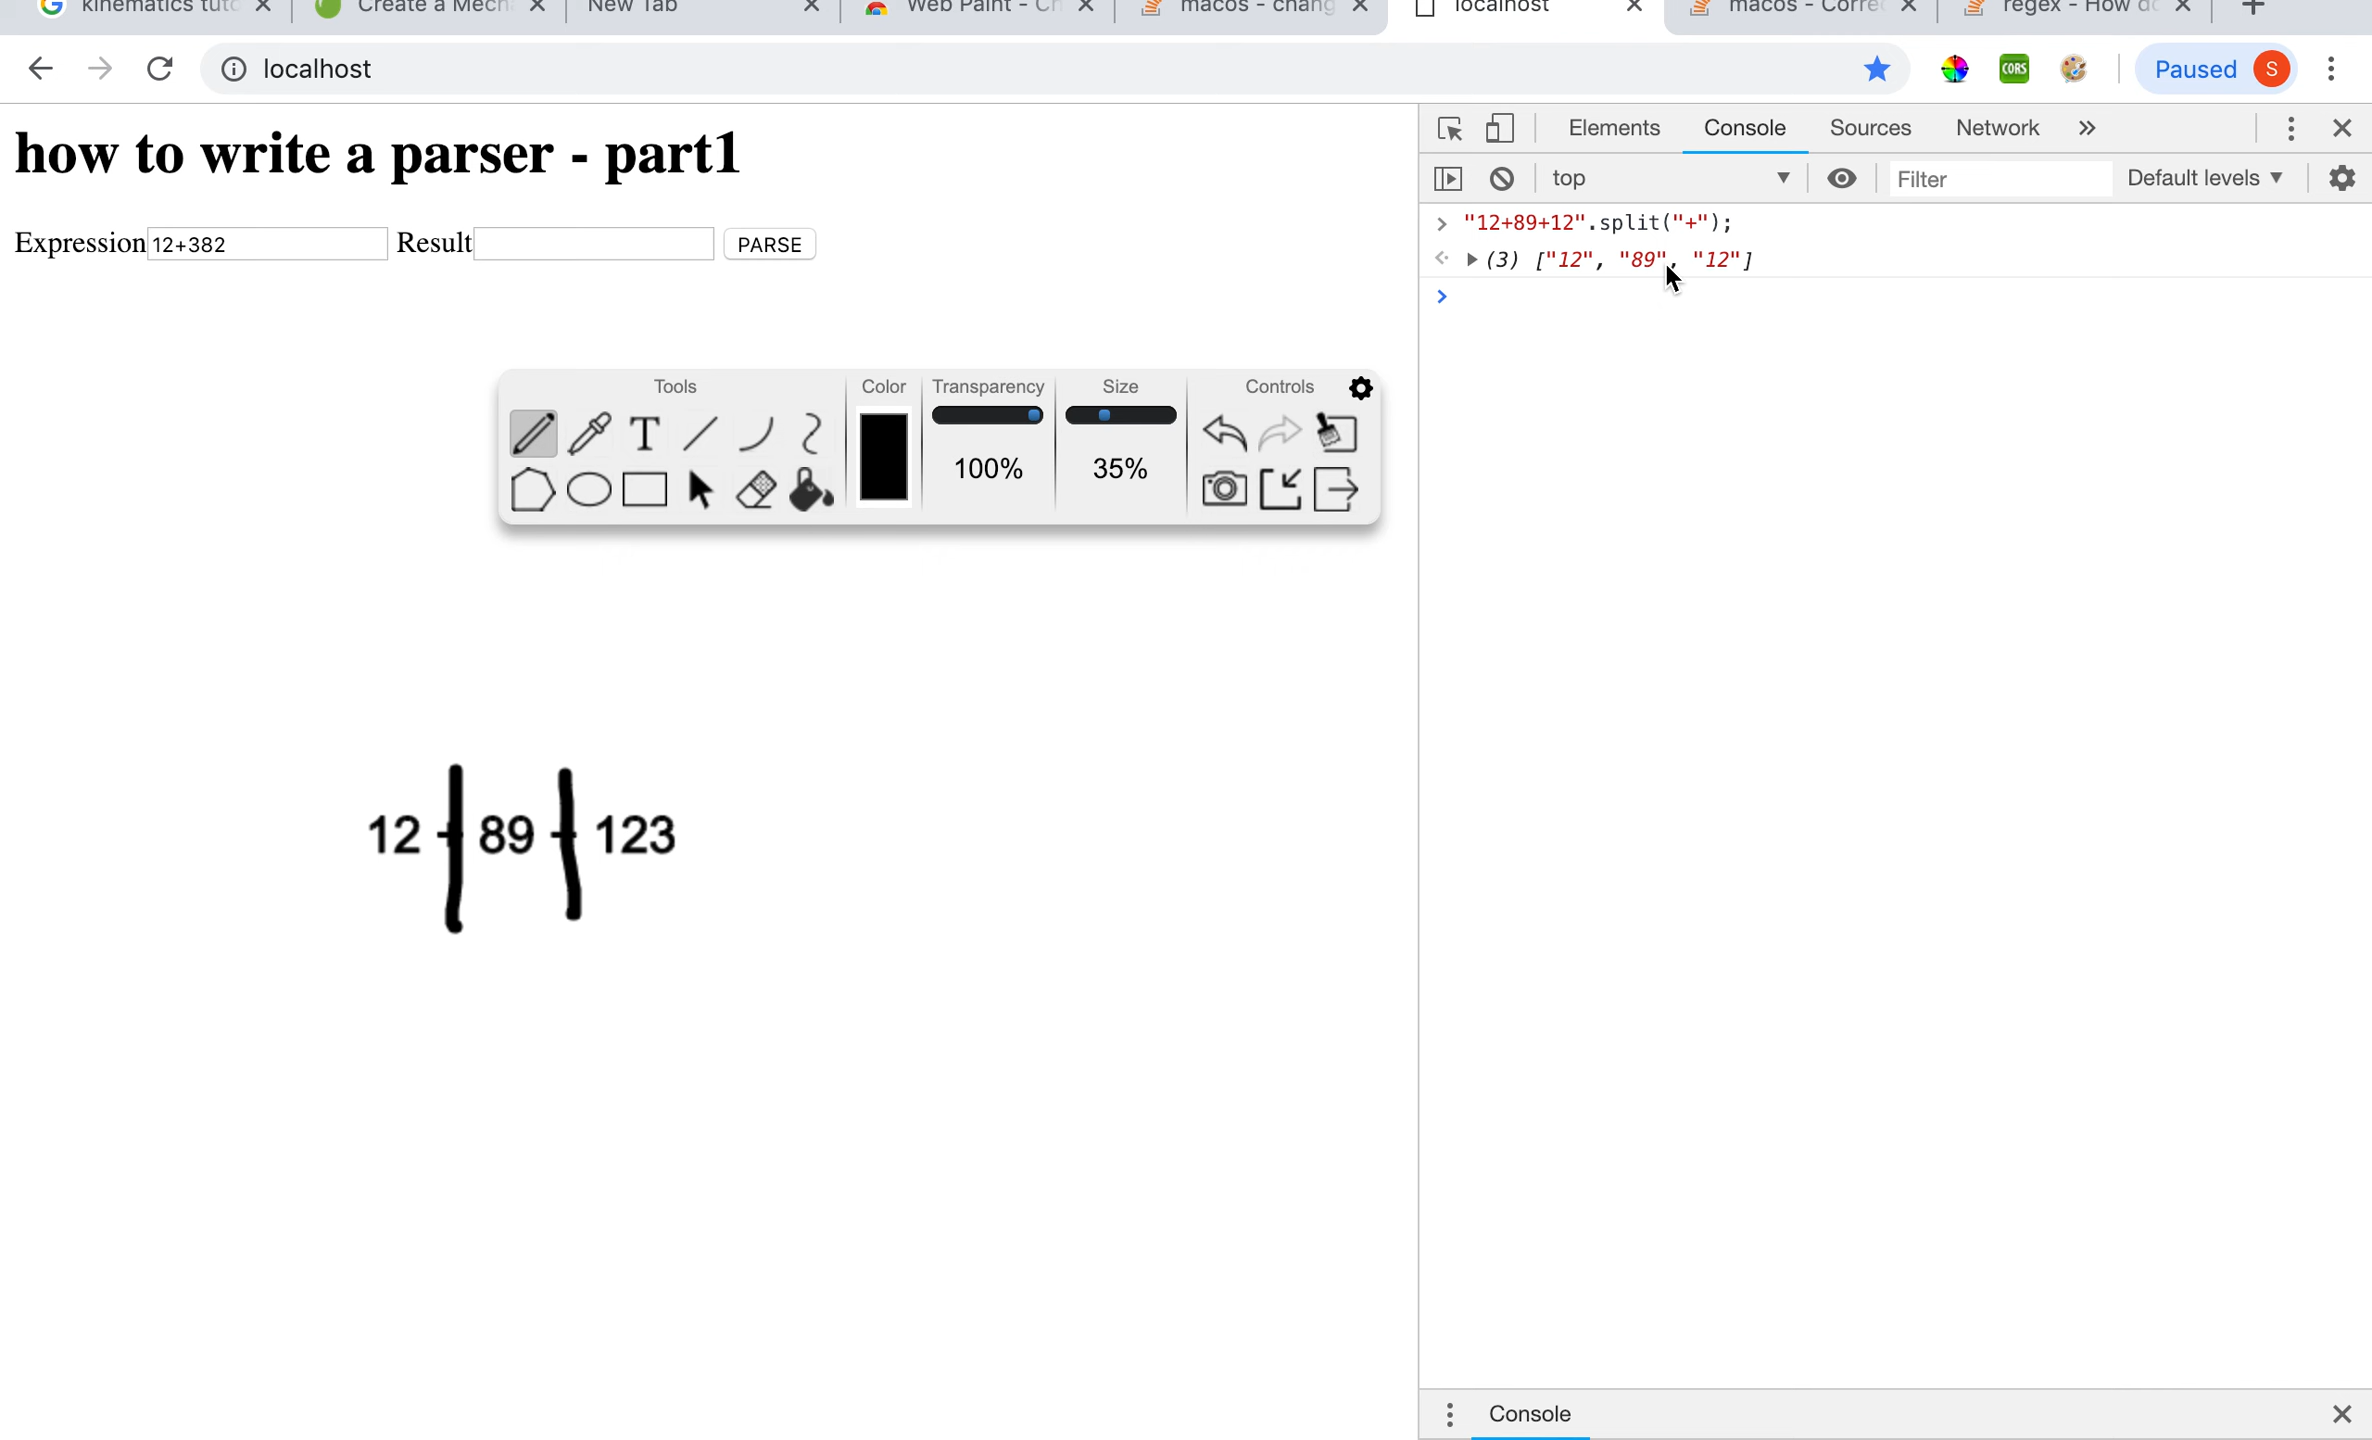 kinematics tuto
Create a Mech
New Tab
Web Paint - Ch
macos - chang
localhost
macos - Correc
regex - How do
localhost
CORS
Paused S
how to write a parser - part1
Expression 12+382 Result PARSE
Elements Console Sources Network
top Filter Default levels
"12+89+12".split("+");
(3) ["12", "89", "12"]
Tools Color Transparency Size Controls
T
100% 35%
12 + 89 + 123
Console